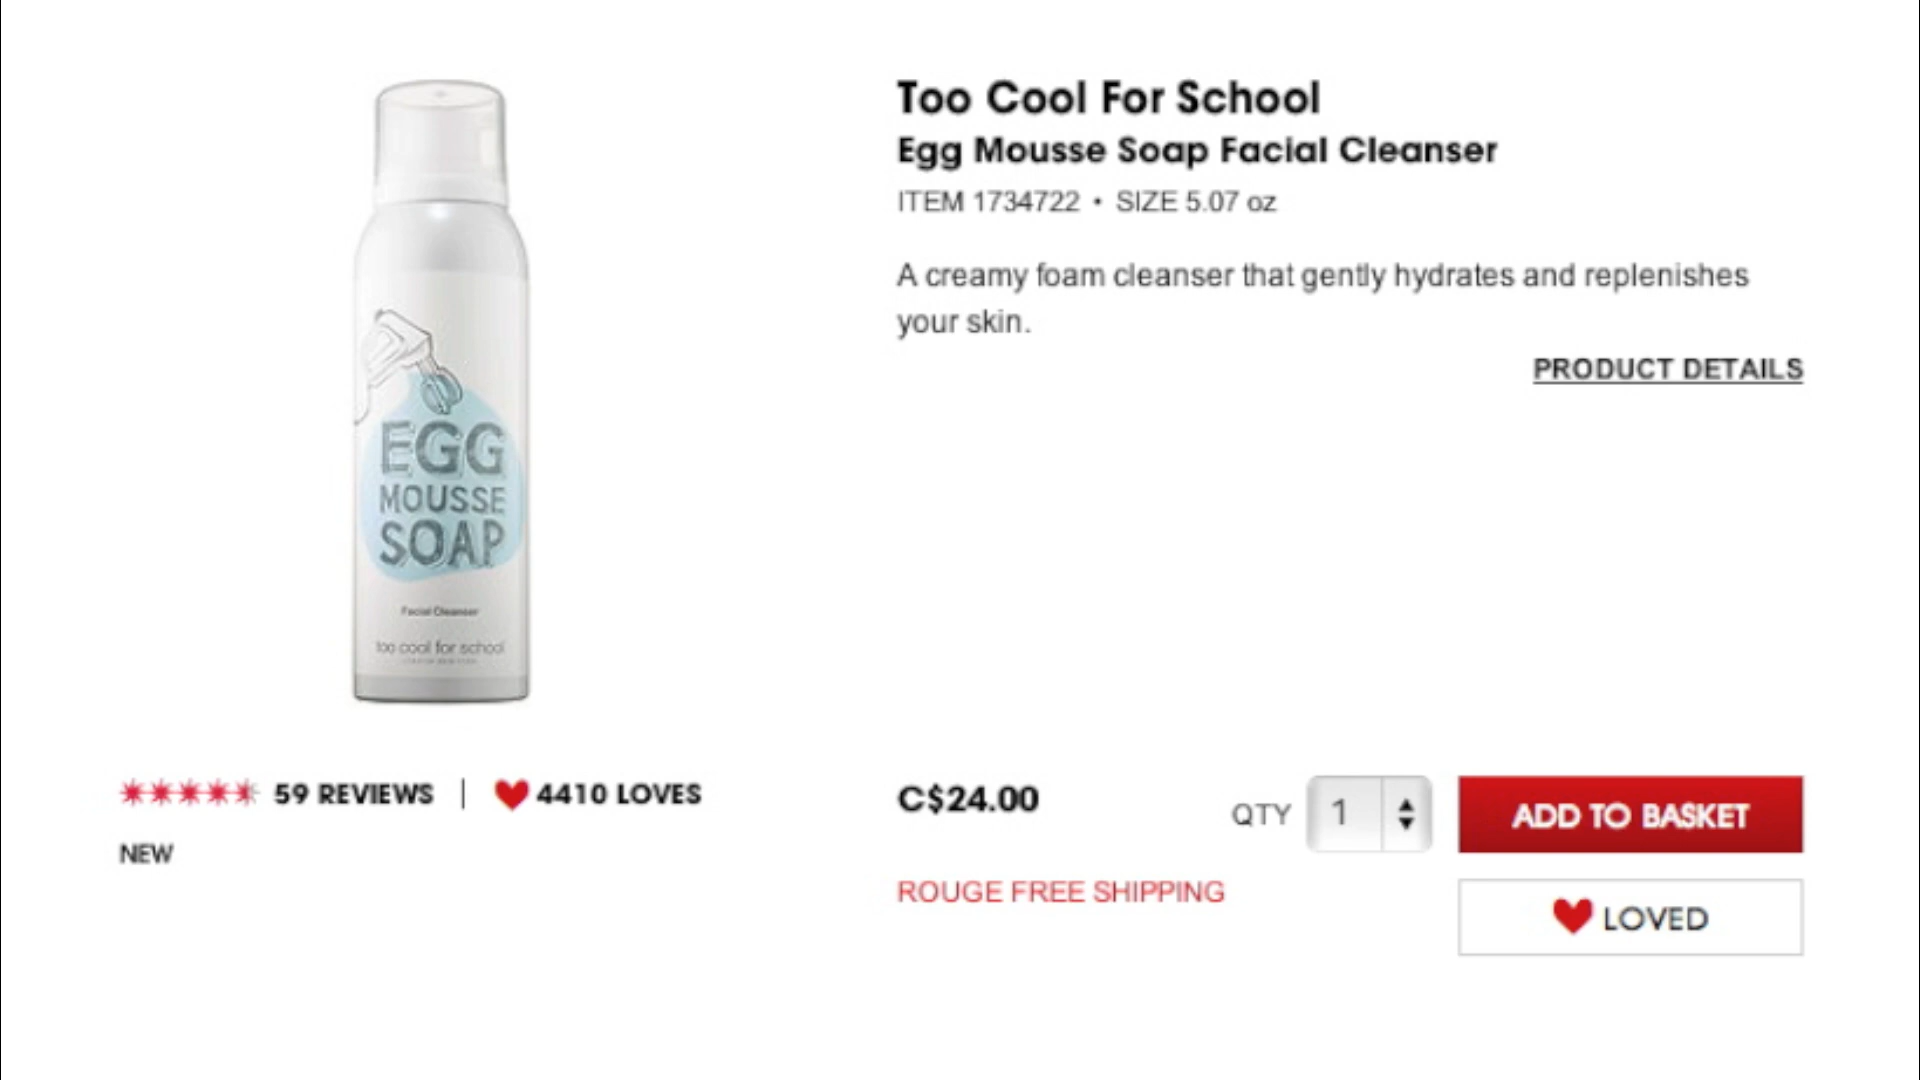 Too Cool For School
Egg Mousse Soap Facial Cleanser
ITEM 1734722 • SIZE 5.07 oz
A creamy foam cleanser that gently hydrates and replenishes
your skin.
PRODUCT DETAILS
EGG
MOUSSE
SOAP
Facial Cleanser
too cool for school
59 REVIEWS | 4410 LOVES
NEW
C$24.00
QTY 1
ADD TO BASKET
ROUGE FREE SHIPPING
LOVED